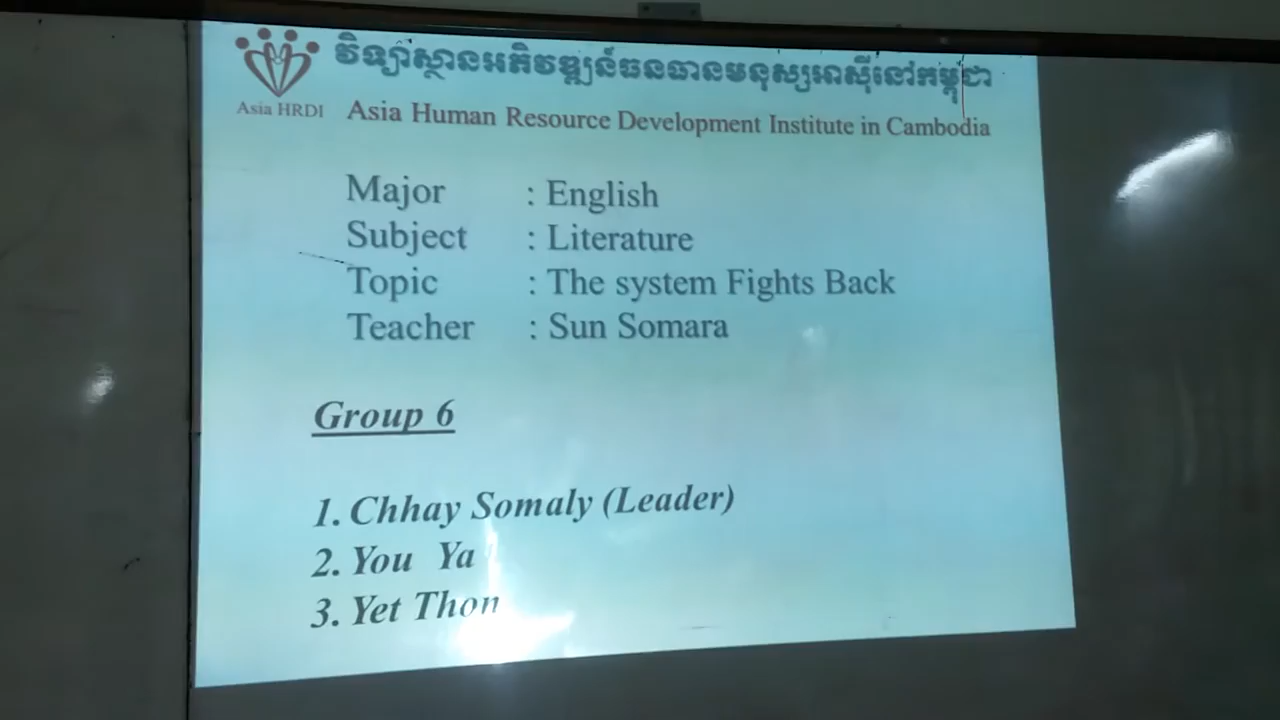 វិទ្យាស្ថានអភិវឌ្ឍន៍ធនធានមនុស្សអាស៊ីនៅកម្ពុជា
Asia HRDI Asia Human Resource Development Institute in Cambodia
Major : English
Subject : Literature
Topic : The system Fights Back
Teacher : Sun Somara
Group 6
1. Chhay Somaly (Leader)
2. You Ya
3. Yet Thon